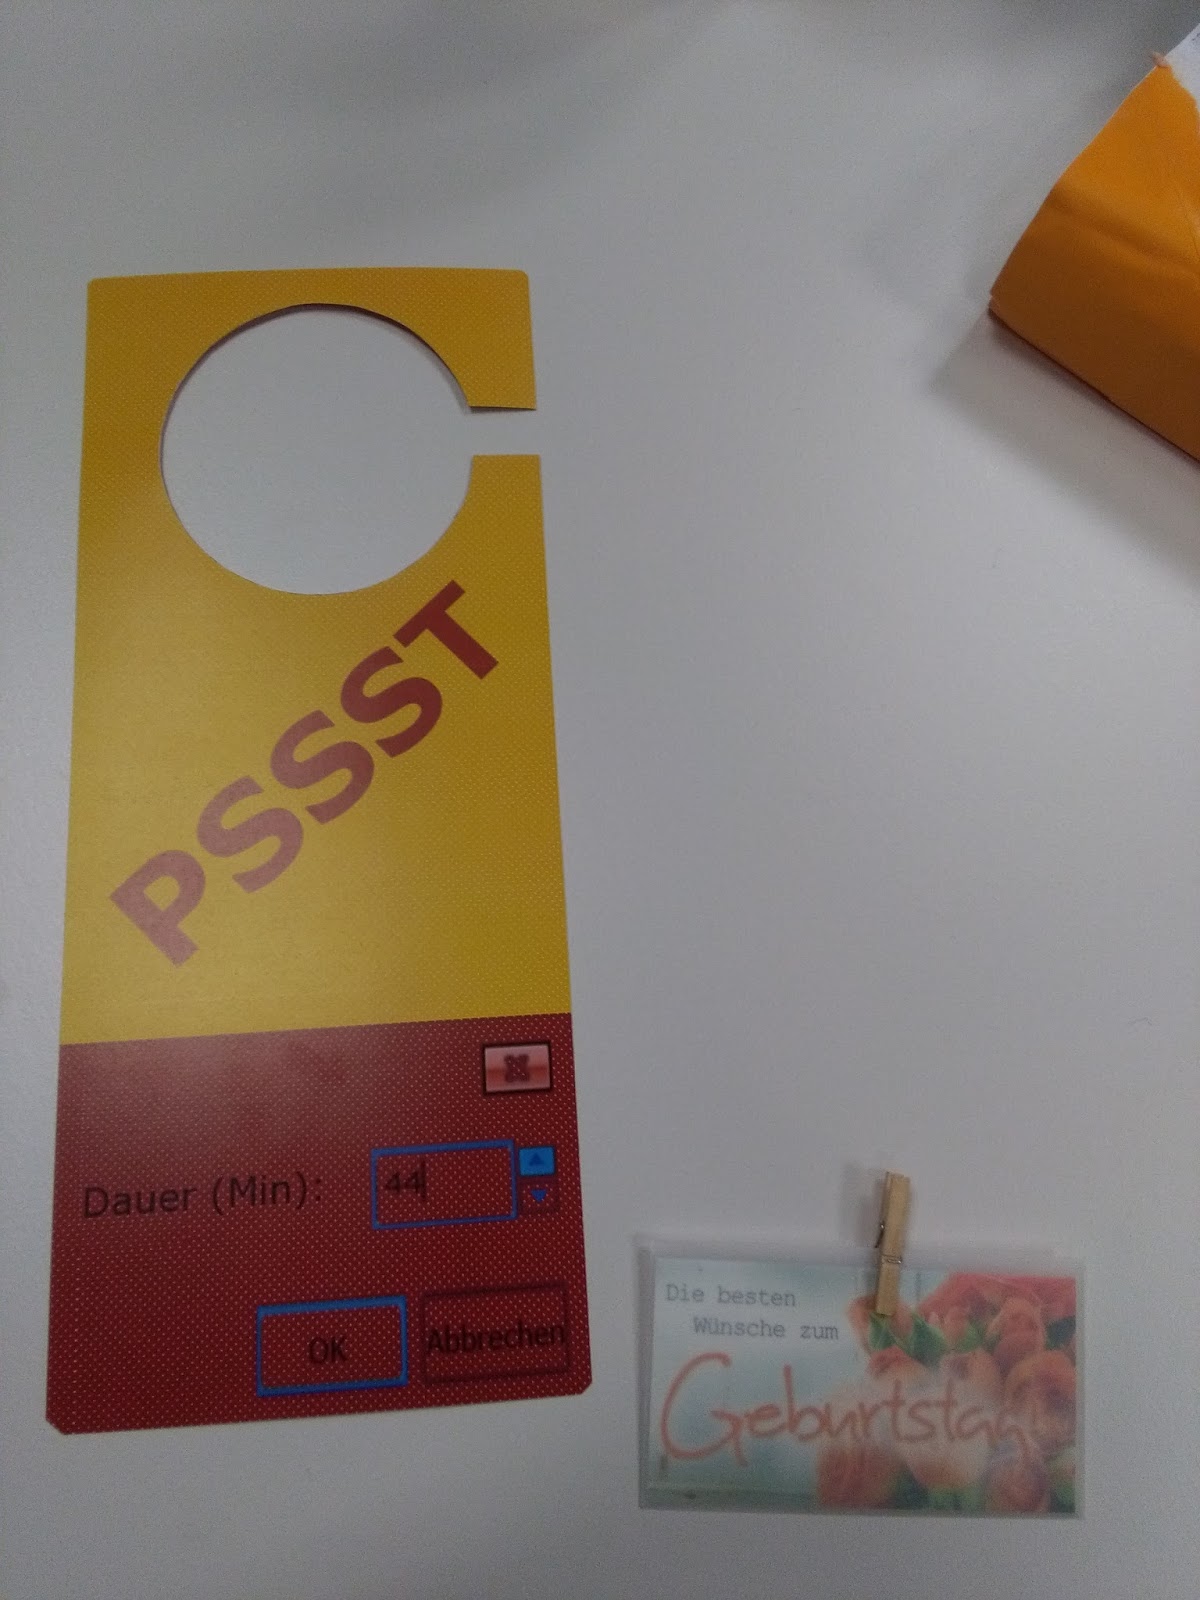 PSSST
Dauer (Min): 44
OK Abbrechen
Die besten
Wünsche zum
Geburtstag!